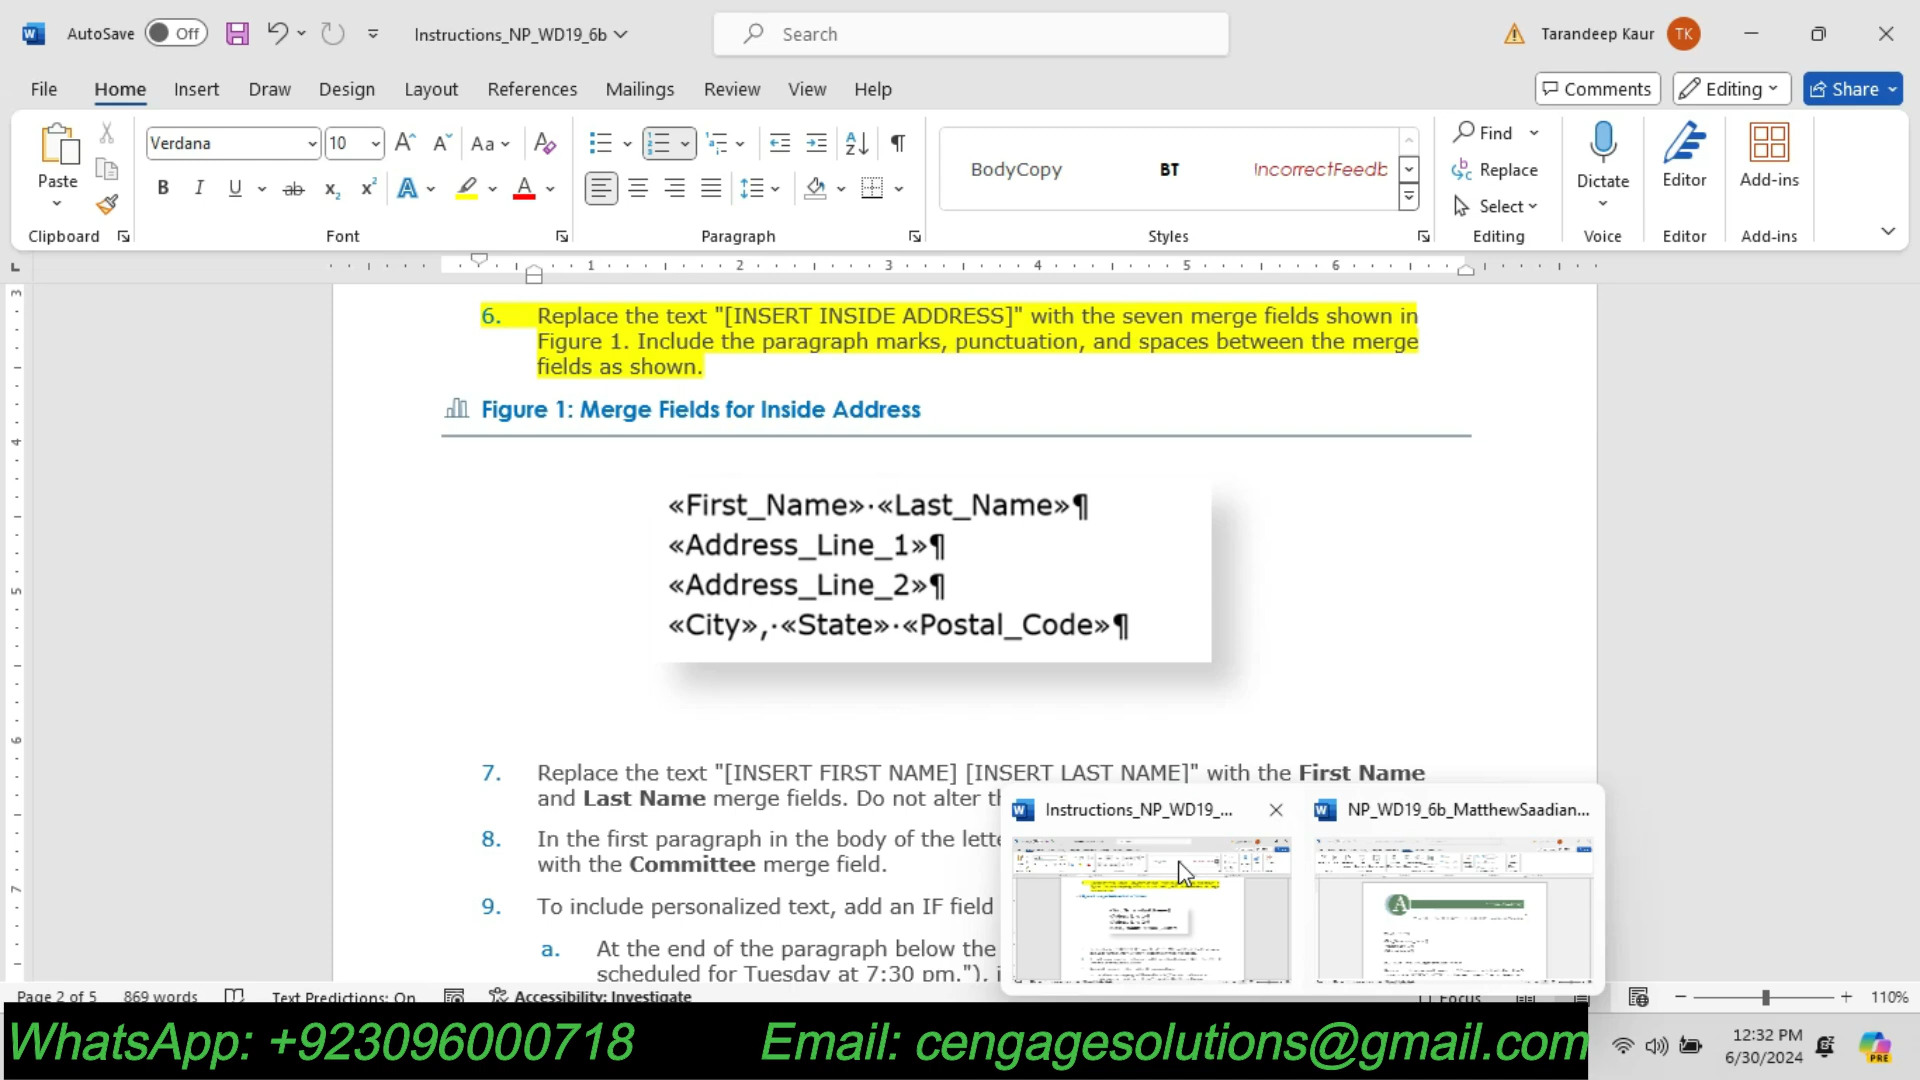 AutoSave Off Instructions_NP_WD19_6b Search Tarandeep Kaur TK
File Home Insert Draw Design Layout References Mailings Review View Help Comments Editing Share
Verdana 10 Aa BodyCopy BT IncorrectFeedb Find
Paste Replace Dictate Editor Add-ins
Select
Clipboard Font Paragraph Styles Editing Voice Editor Add-ins
1 2 3 4 5 6
6. Replace the text "[INSERT INSIDE ADDRESS]" with the seven merge fields shown in
Figure 1. Include the paragraph marks, punctuation, and spaces between the merge
fields as shown.
Figure 1: Merge Fields for Inside Address
«First_Name»·«Last_Name»¶
«Address_Line_1»¶
«Address_Line_2»¶
«City»,·«State»·«Postal_Code»¶
7. Replace the text "[INSERT FIRST NAME] [INSERT LAST NAME]" with the First Name
and Last Name merge fields. Do not alter th
8. In the first paragraph in the body of the lette
with the Committee merge field.
9. To include personalized text, add an IF field
a. At the end of the paragraph below the
scheduled for Tuesday at 7:30 pm."), i
Instructions_NP_WD19_... NP_WD19_6b_MatthewSaadian...
Page 2 of 5 869 words Text Predictions: On Accessibility: Investigate Focus 110%
WhatsApp: +923096000718 Email: cengagesolutions@gmail.com
12:32 PM
6/30/2024
PRE